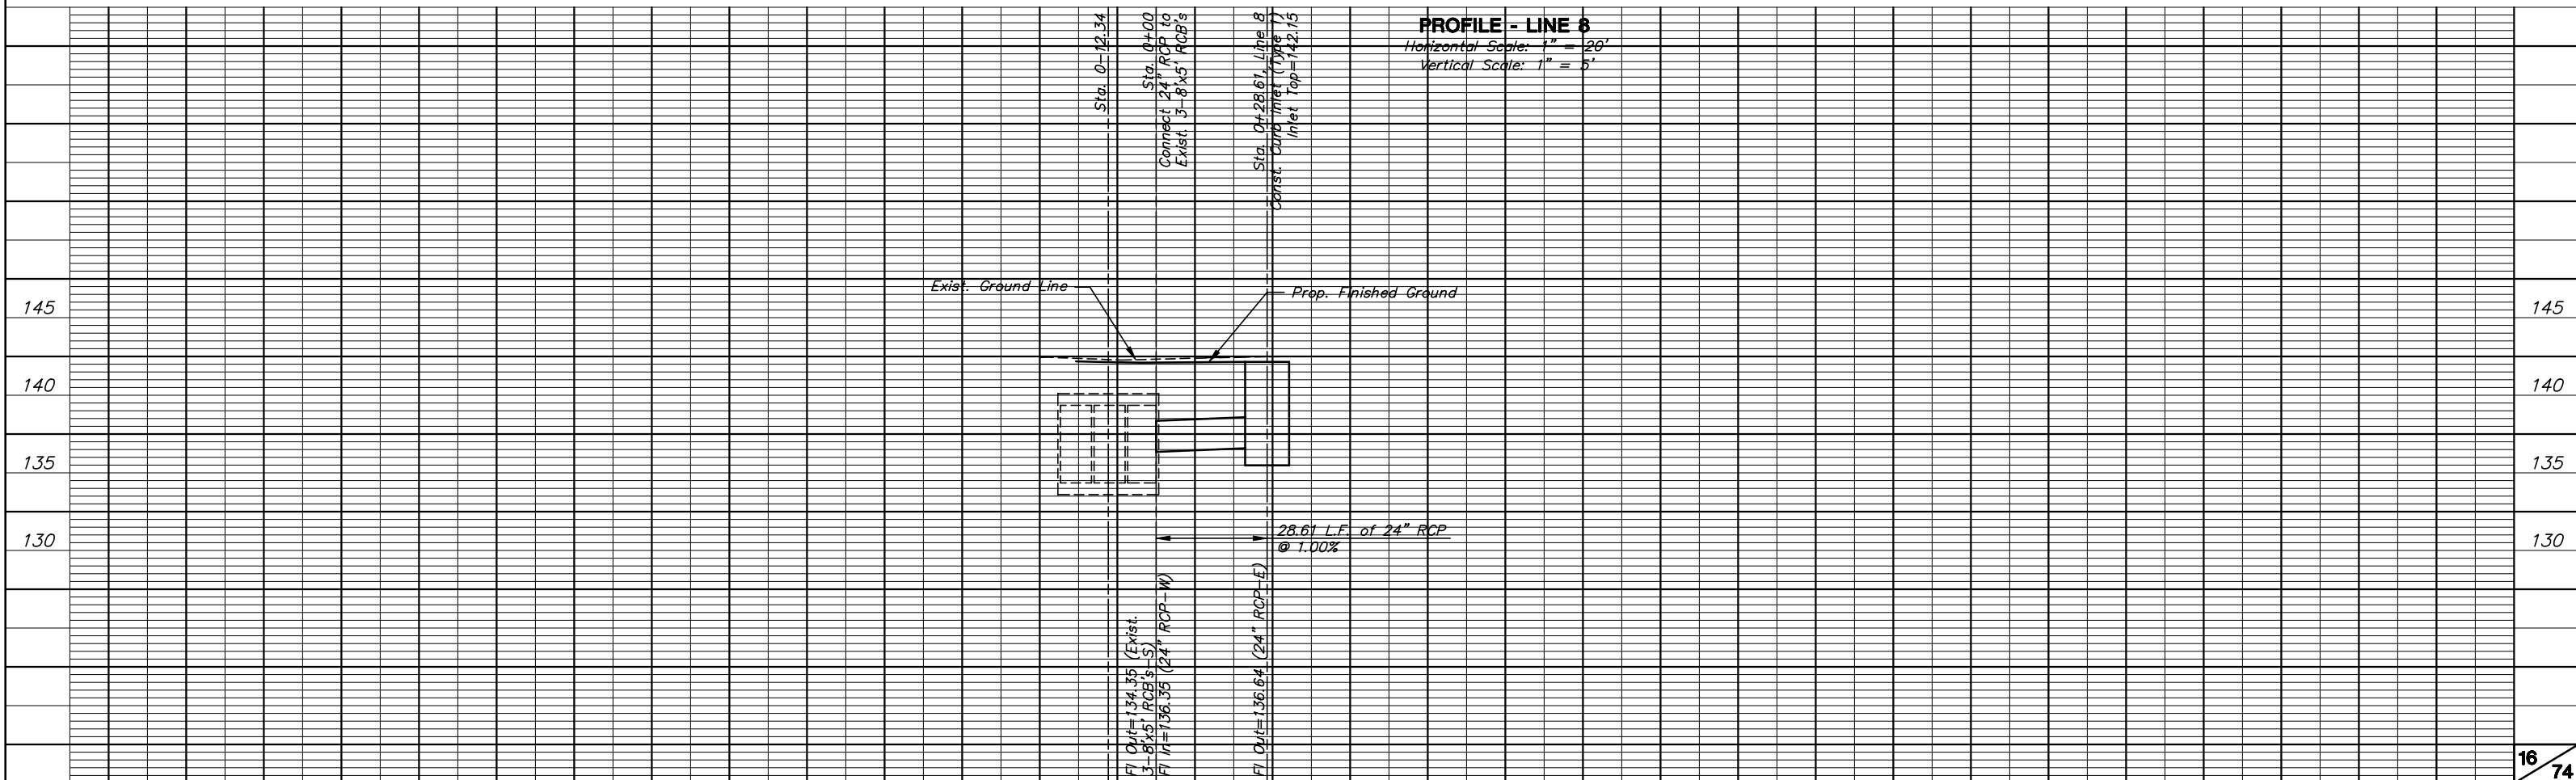 PROFILE - LINE 8
Horizontal Scale: 1" = 20'
Vertical Scale: 1" = 5'
Sta. 0-12.34
Sta. 0+00
Connect 24" RCP to
Exist. 3-8'x5' RCB's
Sta. 0+28.61, Line 8
Const. Curb Inlet (Type 1)
Inlet Top=142.15
Exist. Ground Line
Prop. Finished Ground
145
145
140
140
135
135
130
130
28.61 L.F. of 24" RCP
@ 1.00%
Fl Out=134.35 (Exist.
3-8'x5' RCB's-S)
Fl In=136.35 (24" RCP-W)
Fl Out=136.64 (24" RCP-E)
16
74